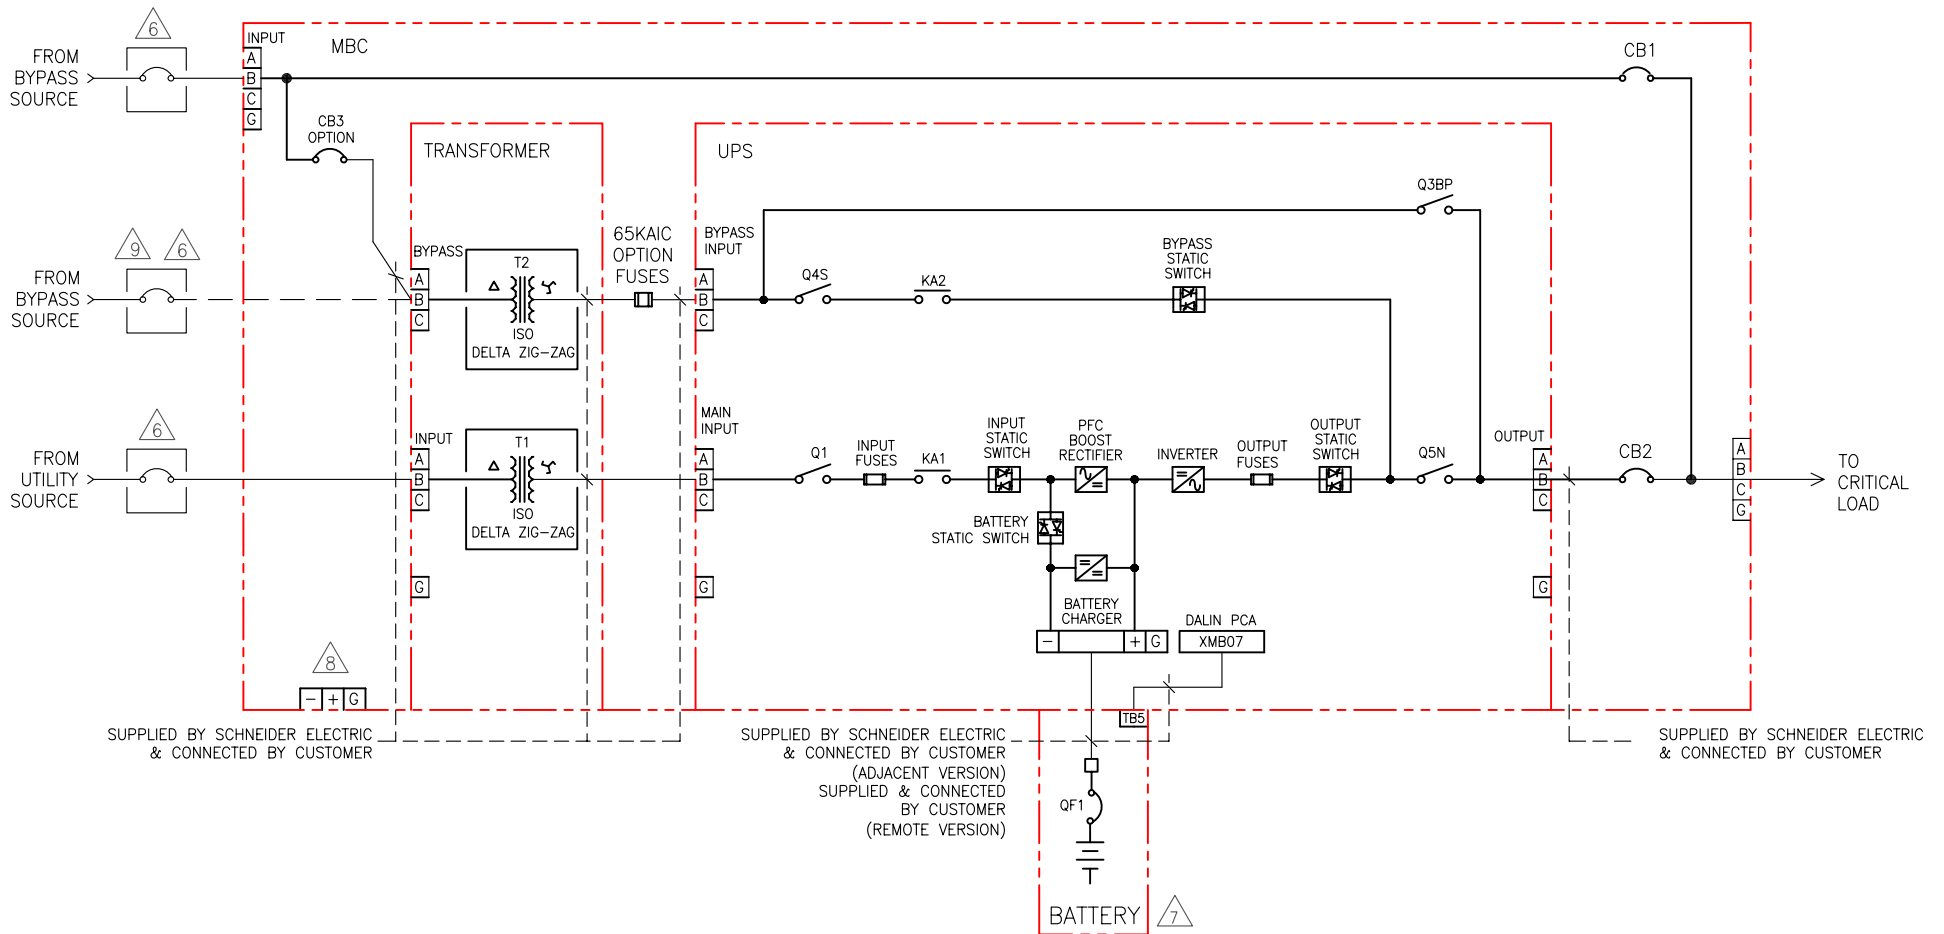 6
INPUT
MBC
FROM
BYPASS
SOURCE
A
B
C
G
CB1
CB3
OPTION
TRANSFORMER
UPS
Q3BP
9
6
FROM
BYPASS
SOURCE
BYPASS
A
B
C
T2
ISO
DELTA ZIG-ZAG
65KAIC
OPTION
FUSES
BYPASS
INPUT
A
B
C
Q4S
KA2
BYPASS
STATIC
SWITCH
6
FROM
UTILITY
SOURCE
INPUT
A
B
C
G
T1
ISO
DELTA ZIG-ZAG
MAIN
INPUT
A
B
C
G
Q1
INPUT
FUSES
KA1
INPUT
STATIC
SWITCH
PFC
BOOST
RECTIFIER
INVERTER
OUTPUT
FUSES
OUTPUT
STATIC
SWITCH
Q5N
OUTPUT
A
B
C
G
CB2
A
B
C
G
TO
CRITICAL
LOAD
BATTERY
STATIC SWITCH
BATTERY
CHARGER
- + G
DALIN PCA
XMB07
8
- + G
TB5
SUPPLIED BY SCHNEIDER ELECTRIC
& CONNECTED BY CUSTOMER
SUPPLIED BY SCHNEIDER ELECTRIC
& CONNECTED BY CUSTOMER
(ADJACENT VERSION)
SUPPLIED & CONNECTED
BY CUSTOMER
(REMOTE VERSION)
SUPPLIED BY SCHNEIDER ELECTRIC
& CONNECTED BY CUSTOMER
QF1
BATTERY
7